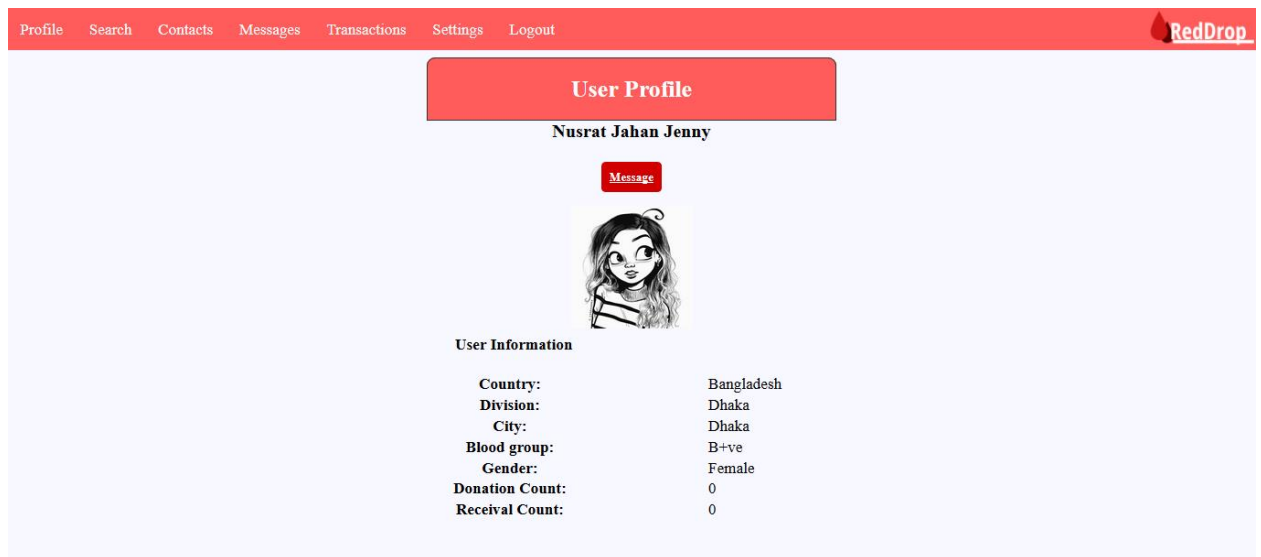 Profile Search Contacts Messages Transactions Settings Logout RedDrop
User Profile
Nusrat Jahan Jenny
Message
User Information
Country: Bangladesh
Division: Dhaka
City: Dhaka
Blood group: B+ve
Gender: Female
Donation Count: 0
Receival Count: 0